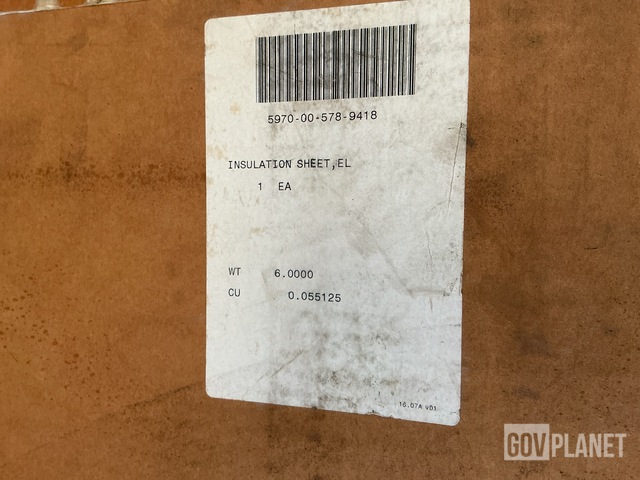 5970-00-578-9418
INSULATION SHEET,EL
1 EA
WT 6.0000
CU 0.055125
16.07A v01
GOVPLANET